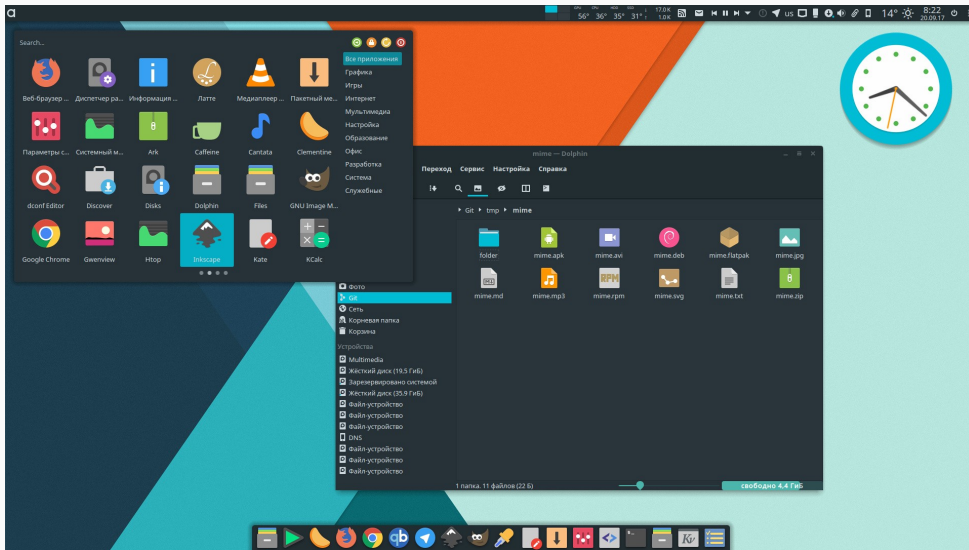 56° 36° 35° 31°
17.0K
1.0K
us
14°
8:22
20.09.17
Search...
Веб-браузер ...
Диспетчер ра...
Информация ...
Латте
Медиаплеер ...
Пакетный ме...
Параметры с...
Системный м...
Ark
Caffeine
Cantata
Clementine
dconf Editor
Discover
Disks
Dolphin
Files
GNU Image M...
Google Chrome
Gwenview
Htop
Inkscape
Kate
KCalc
Все приложения
Графика
Игры
Интернет
Мультимедиа
Настройка
Образование
Офис
Разработка
Система
Служебные
mime — Dolphin
Переход Сервис Настройка Справка
Git tmp mime
folder
mime.apk
mime.avi
mime.deb
mime.flatpak
mime.jpg
mime.md
mime.mp3
RPM
mime.rpm
mime.svg
mime.txt
mime.zip
Фото
Git
Сеть
Корневая папка
Корзина
Устройства
Multimedia
Жёсткий диск (19.5 ГиБ)
Зарезервировано системой
Жёсткий диск (35.9 ГиБ)
Файл-устройство
Файл-устройство
Файл-устройство
DNS
Файл-устройство
Файл-устройство
Файл-устройство
1 папка. 11 файлов (22 Б)
свободно 4,4 ГиБ
qb